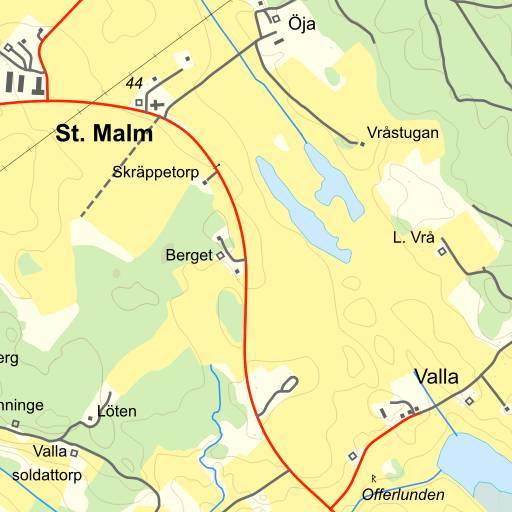 Öja
44
St. Malm
Vråstugan
Skräppetorp
L. Vrå
Berget
erg
Valla
nninge
Löten
Valla
soldattorp
R
Offerlunden